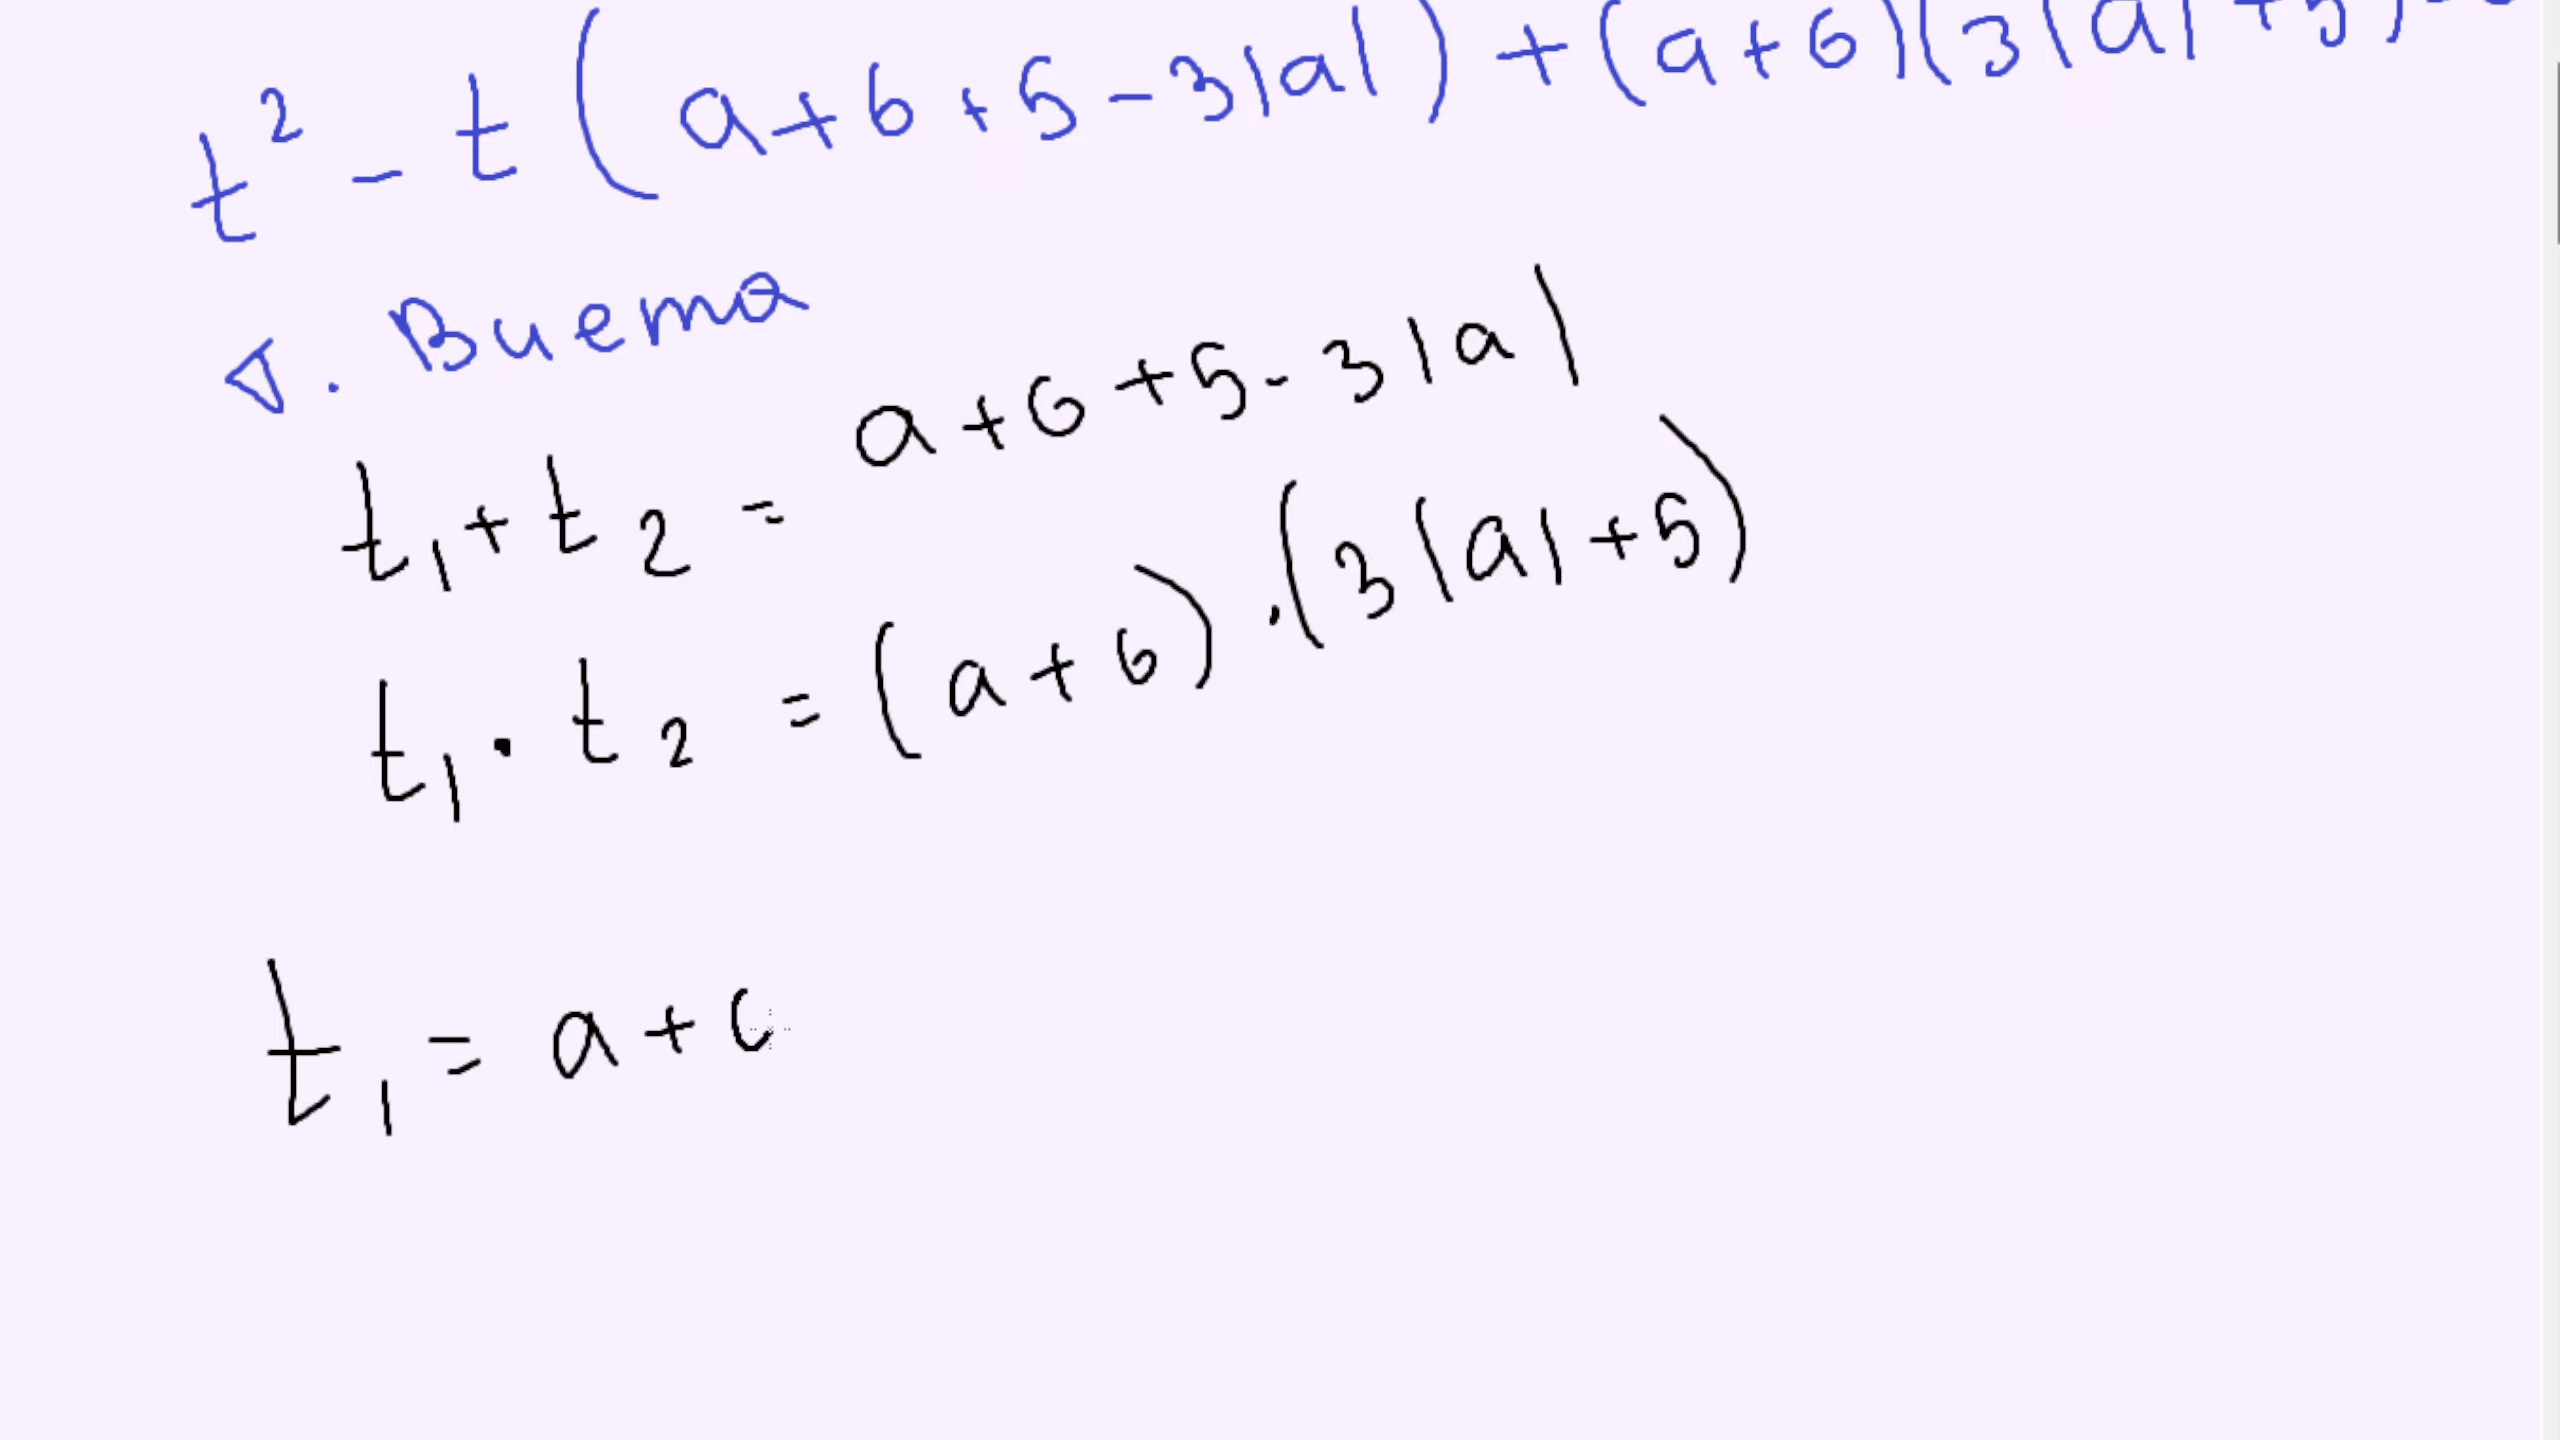 t² - t(a+6+5-3|a|) + (a+6)(3|a|+5)
▽. Виета
t₁+t₂ = a+6+5-3|a|
t₁·t₂ = (a+6)·(3|a|+5)
t₁ = a+